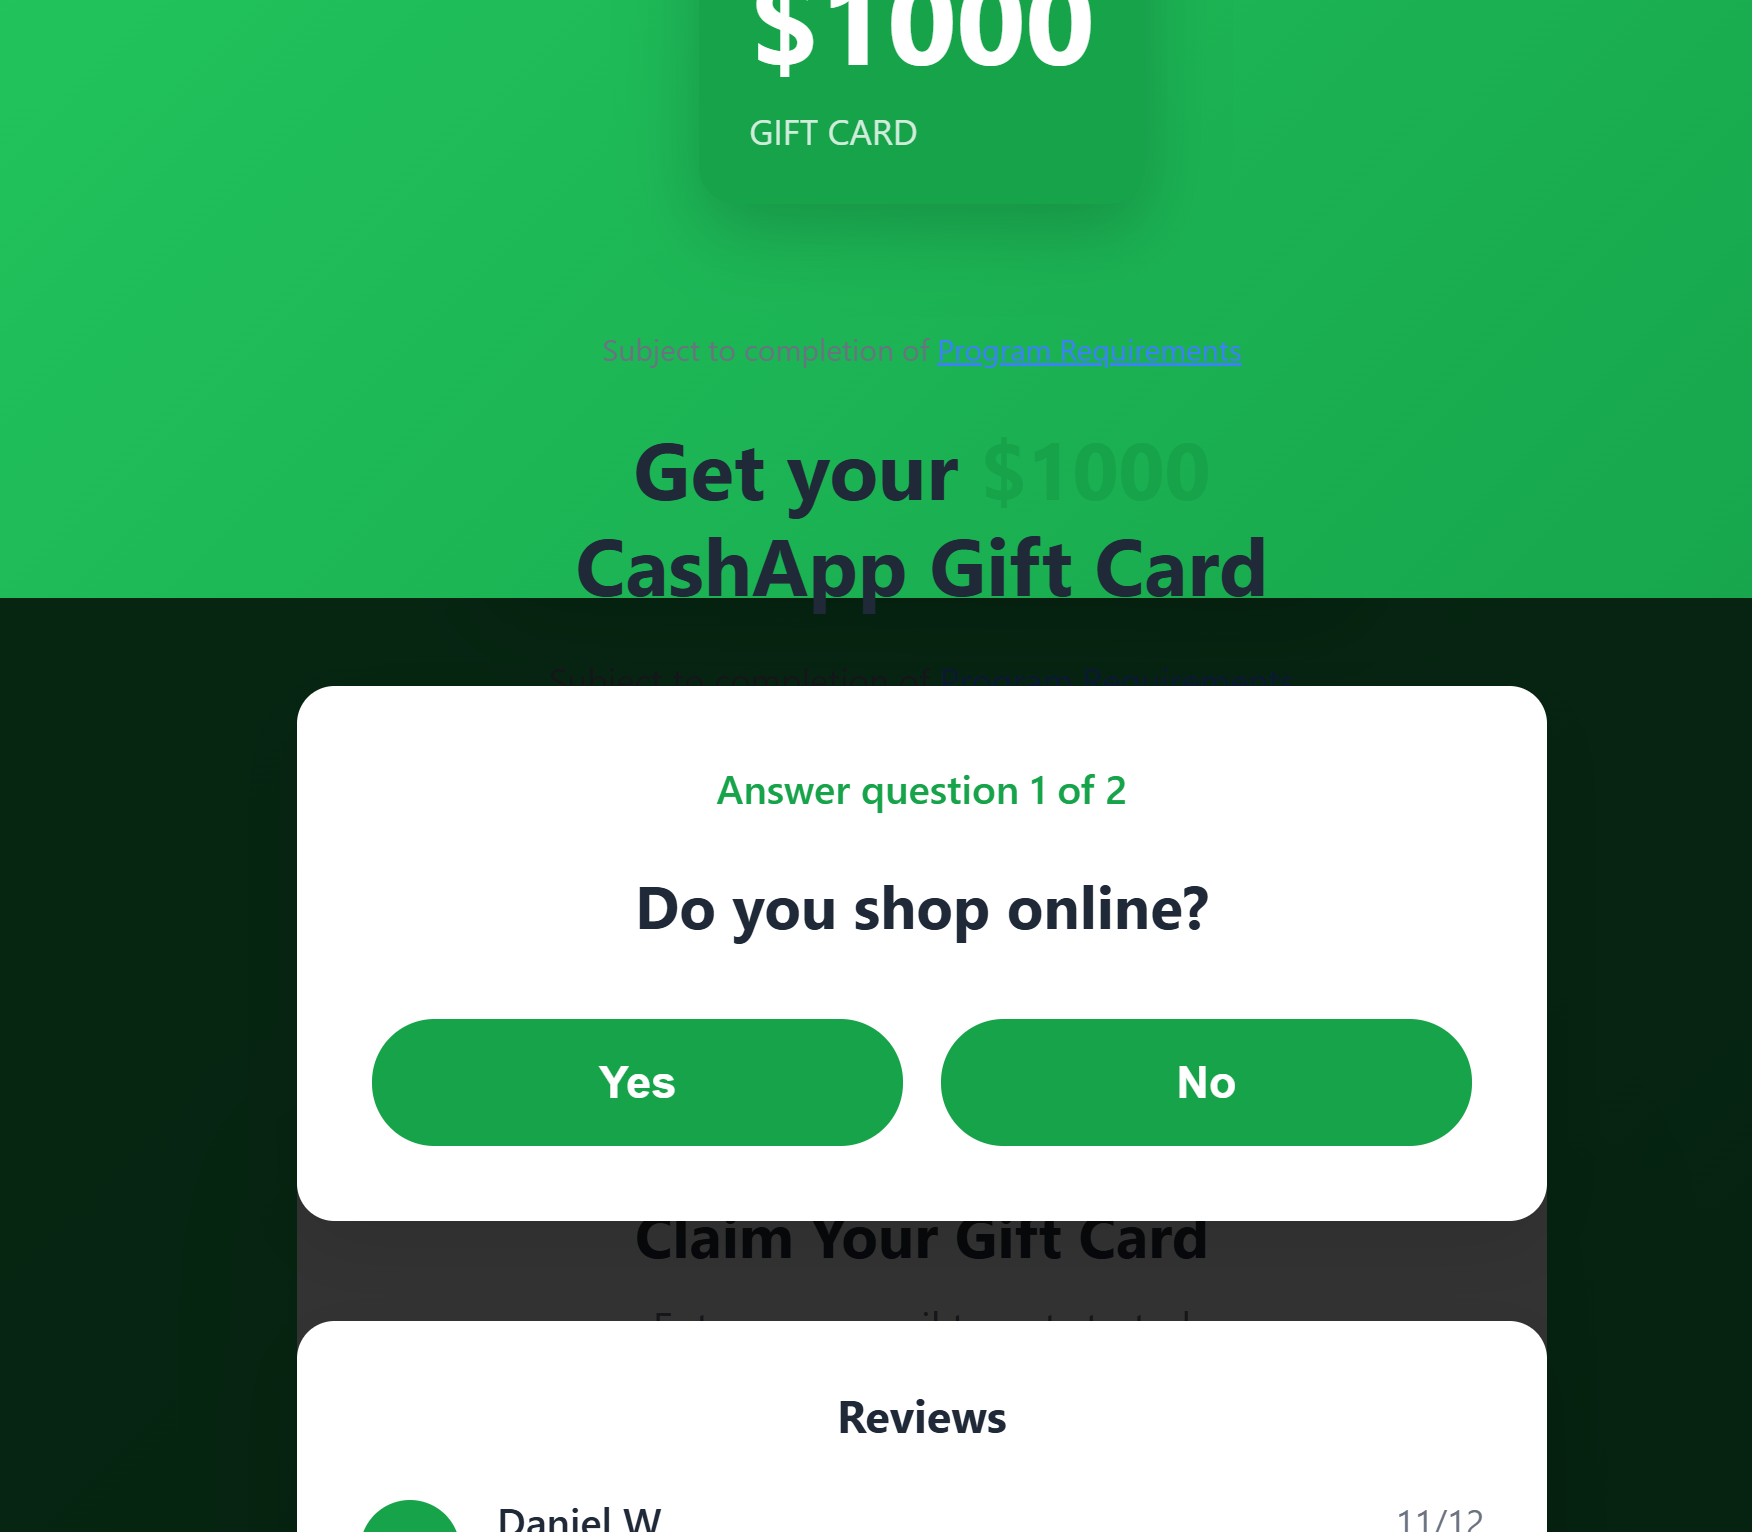 $1000
GIFT CARD
Subject to completion of Program Requirements
Get your $1000
CashApp Gift Card
Subject to completion of Program Requirements
Answer question 1 of 2
Do you shop online?
Yes
No
Claim Your Gift Card
Reviews
Daniel W
11/12